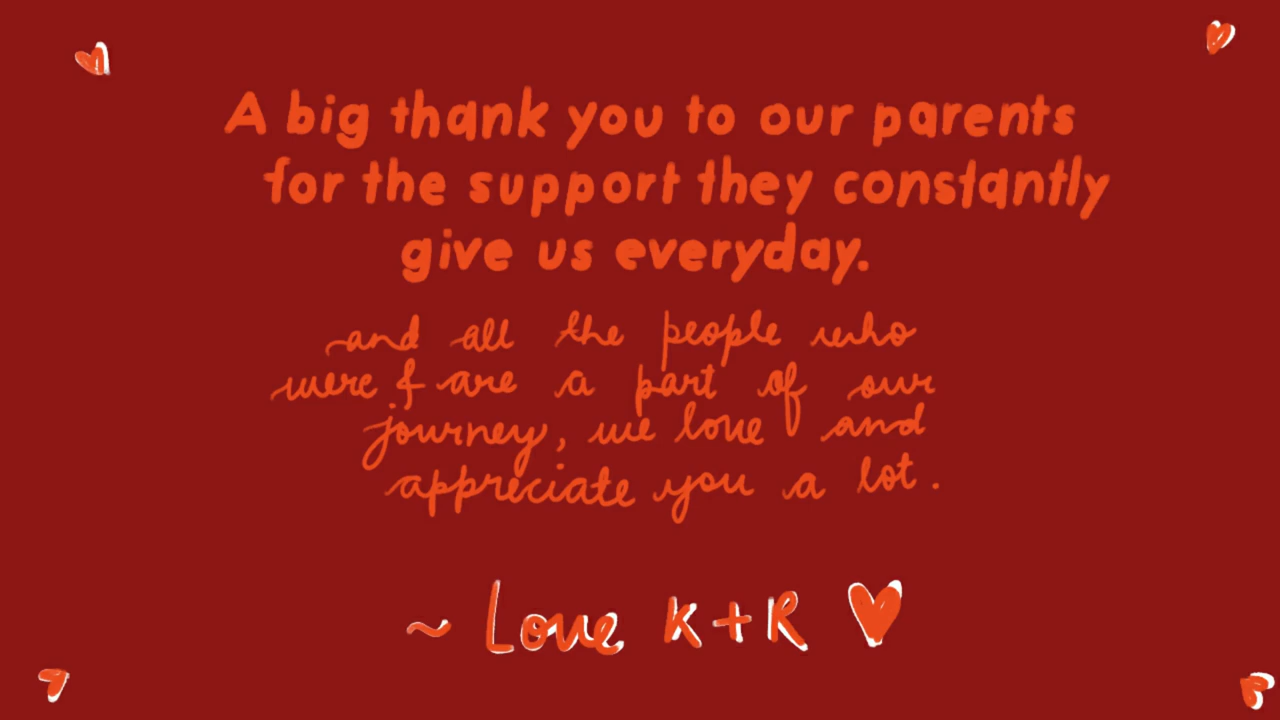 A big thank you to our parents
for the support they constantly
give us everyday.
and all the people who
were & are a part of our
journey, we love and
appreciate you a lot.
~ Love K+R